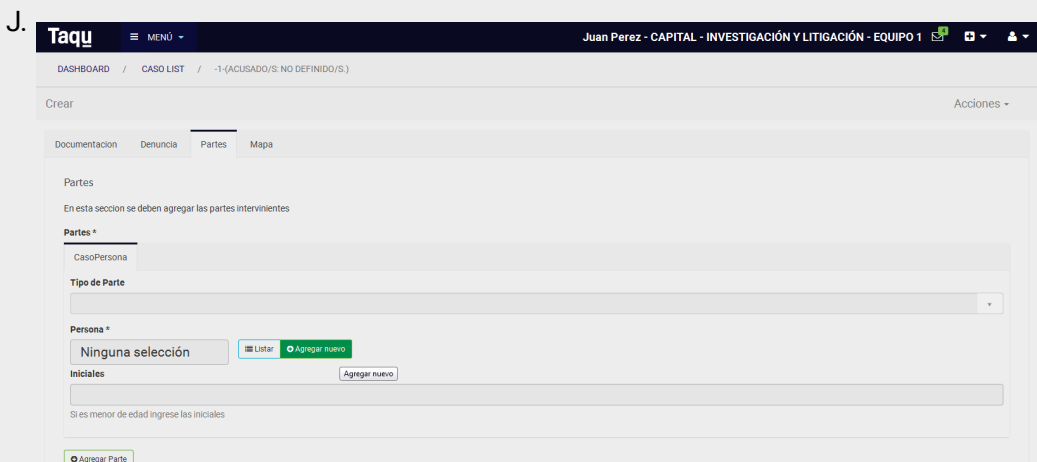 J.
Taqu MENÚ Juan Perez - CAPITAL - INVESTIGACIÓN Y LITIGACIÓN - EQUIPO 1 4
DASHBOARD / CASO LIST / -1-(ACUSADO/S: NO DEFINIDO/S.)
Crear Acciones
Documentacion Denuncia Partes Mapa
Partes
En esta seccion se deben agregar las partes intervinientes
Partes *
CasoPersona
Tipo de Parte
Persona *
Ninguna selección Listar Agregar nuevo
Agregar nuevo
Iniciales
Si es menor de edad ingrese las iniciales
Agregar Parte